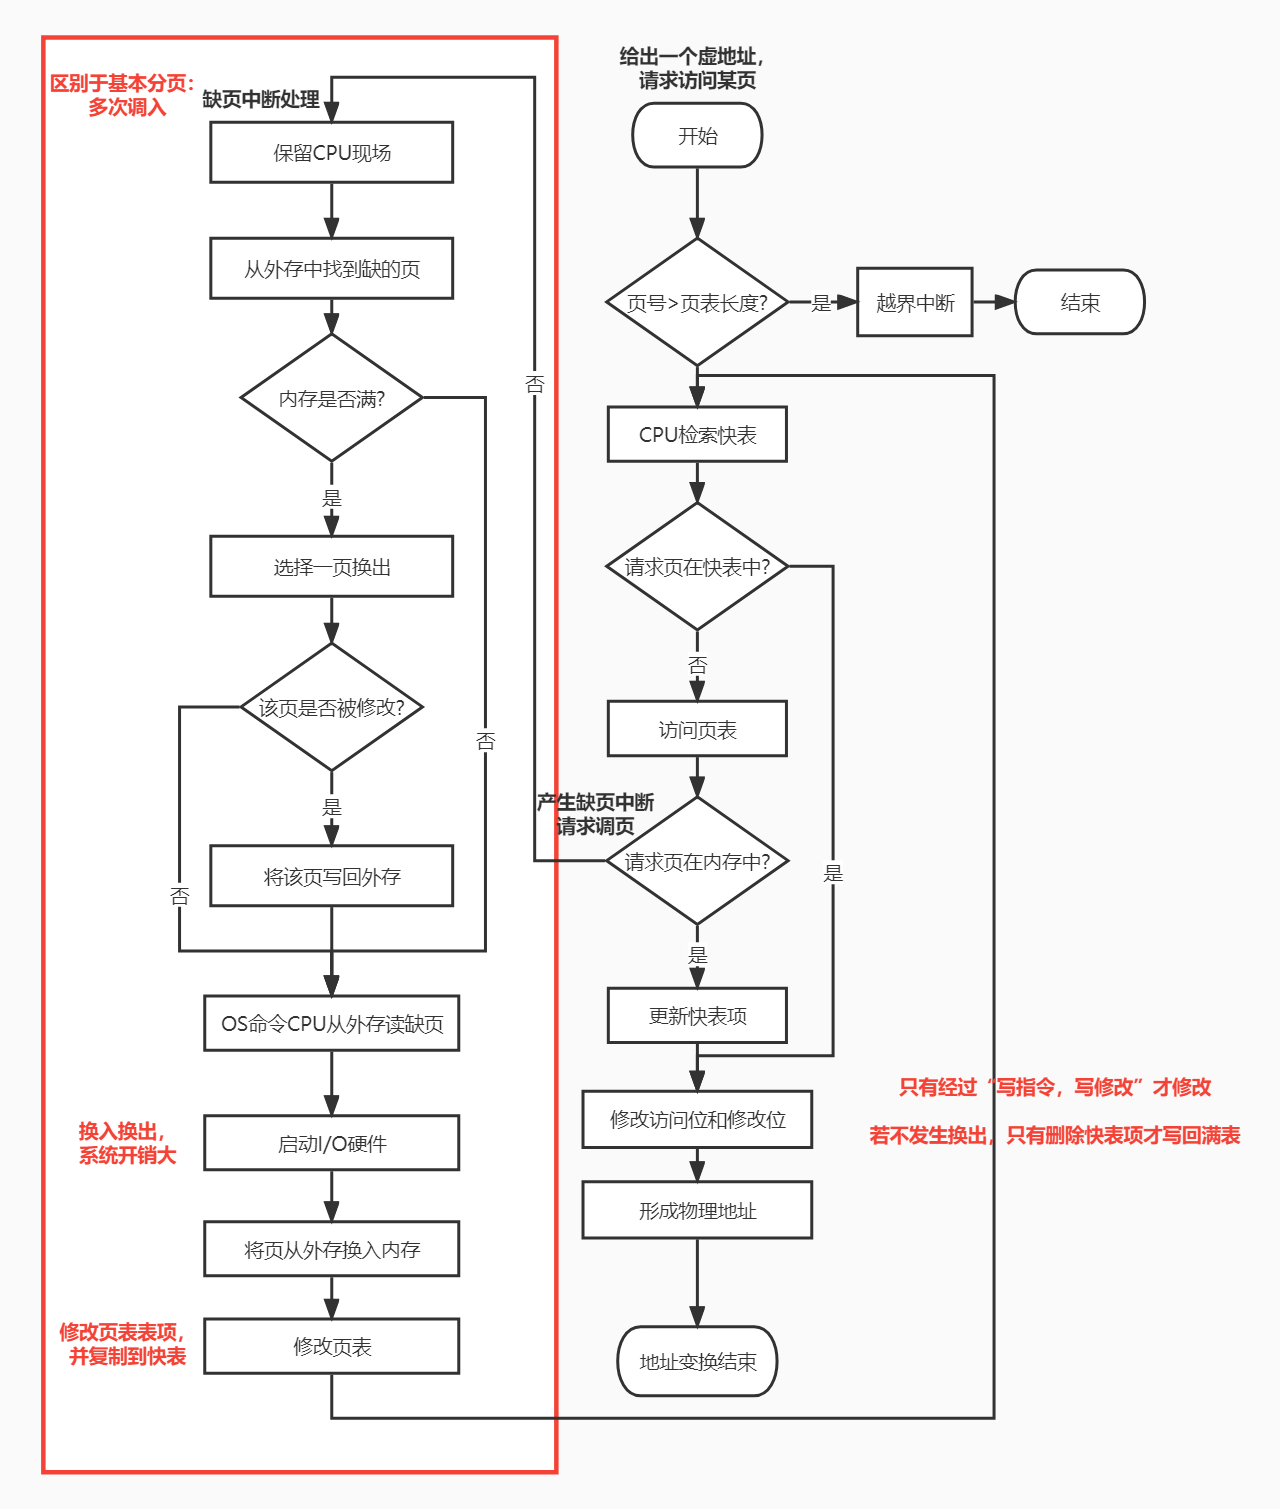 区别于基本分页：
多次调入
缺页中断处理
保留CPU现场
从外存中找到缺的页
内存是否满?
是
选择一页换出
该页是否被修改?
否
是
否
将该页写回外存
OS命令CPU从外存读缺页
换入换出，
系统开销大
启动I/O硬件
将页从外存换入内存
修改页表表项，
并复制到快表
修改页表
给出一个虚地址，
请求访问某页
开始
页号>页表长度?
是
越界中断
结束
否
CPU检索快表
请求页在快表中?
否
访问页表
产生缺页中断
请求调页
请求页在内存中?
是
是
更新快表项
修改访问位和修改位
只有经过“写指令，写修改”才修改
若不发生换出，只有删除快表项才写回满表
形成物理地址
地址变换结束